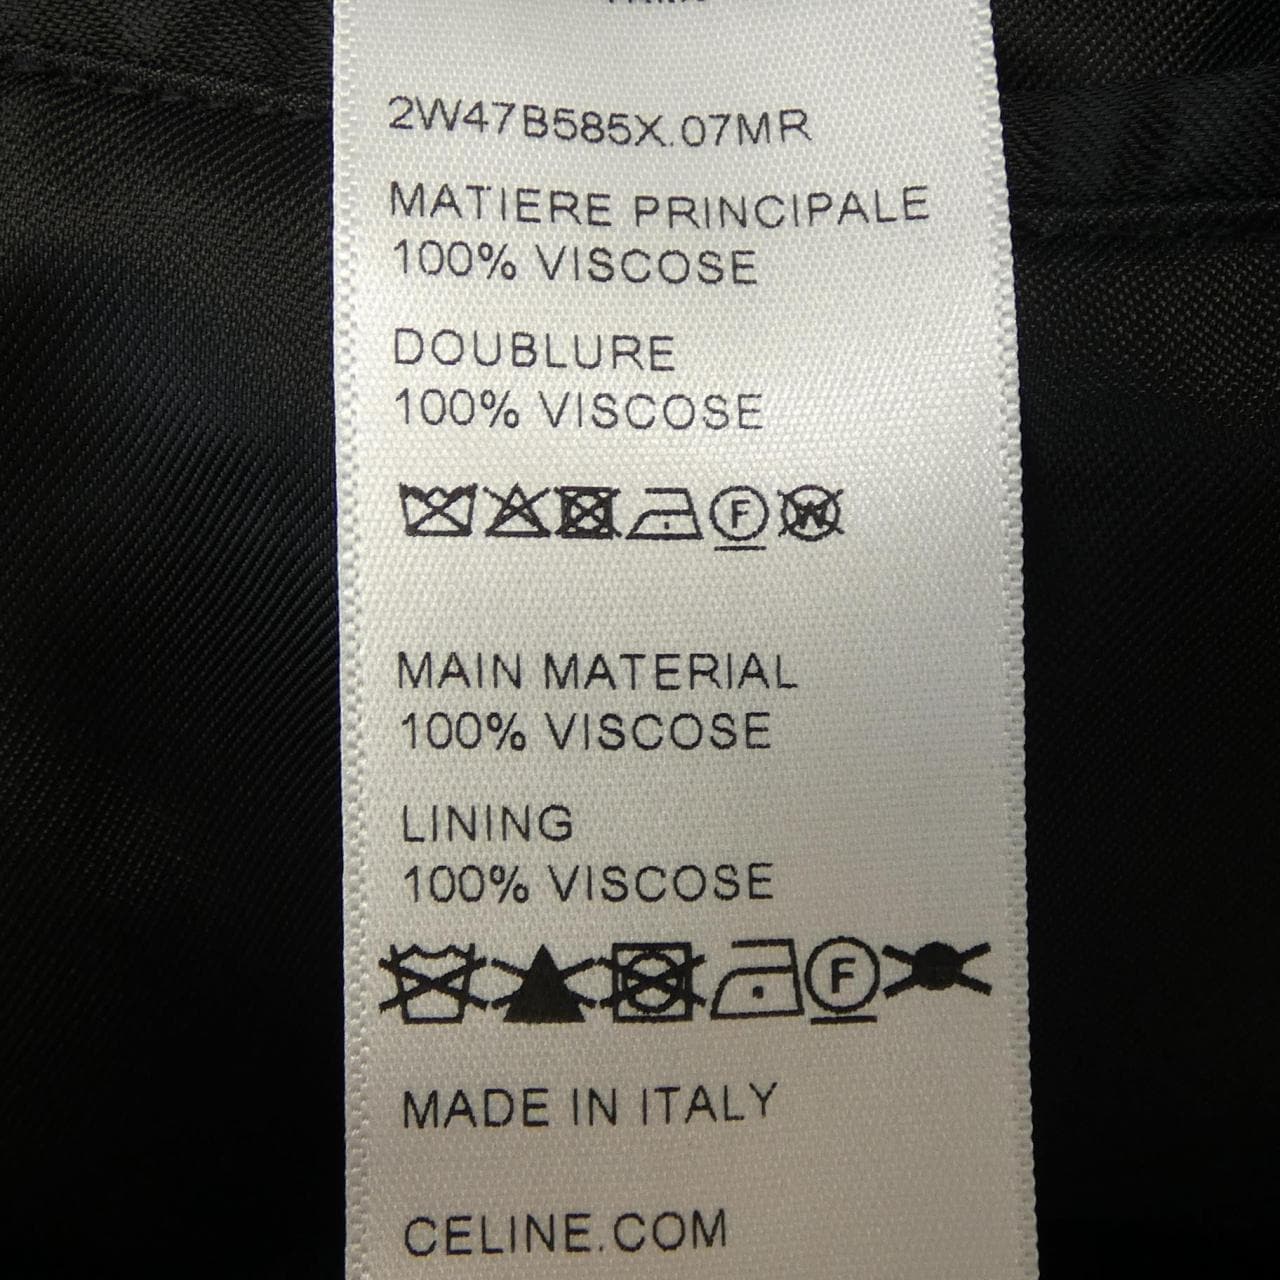 2W47B585X.07MR
MATIERE PRINCIPALE
100% VISCOSE
DOUBLURE
100% VISCOSE
F W
MAIN MATERIAL
100% VISCOSE
LINING
100% VISCOSE
F
MADE IN ITALY
CELINE.COM